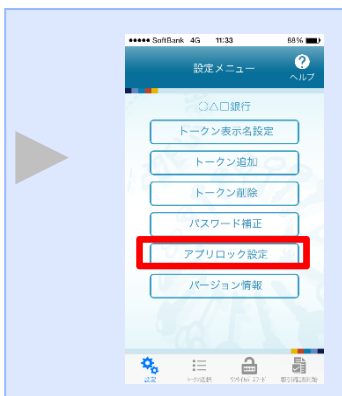 ●●●●● SoftBank 4G 11:33 88%
設定メニュー
?
ヘルプ
○△□銀行
トークン表示名設定
トークン追加
トークン削除
パスワード補正
アプリロック設定
バージョン情報
設定